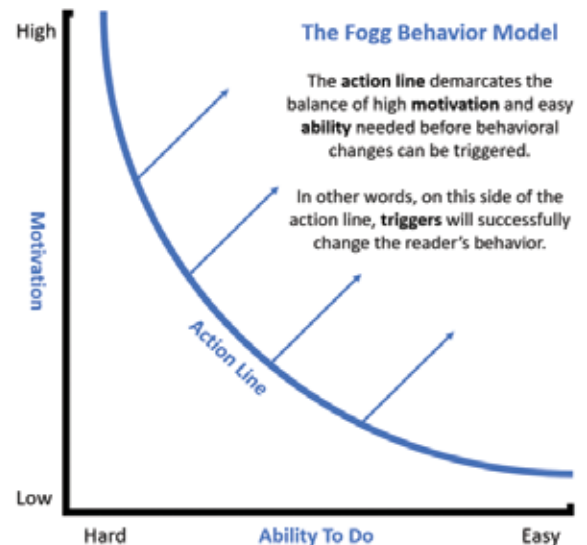 High
The Fogg Behavior Model
The action line demarcates the
balance of high motivation and easy
ability needed before behavioral
changes can be triggered.
In other words, on this side of the
action line, triggers will successfully
change the reader's behavior.
Motivation
Action Line
Low
Hard
Ability To Do
Easy